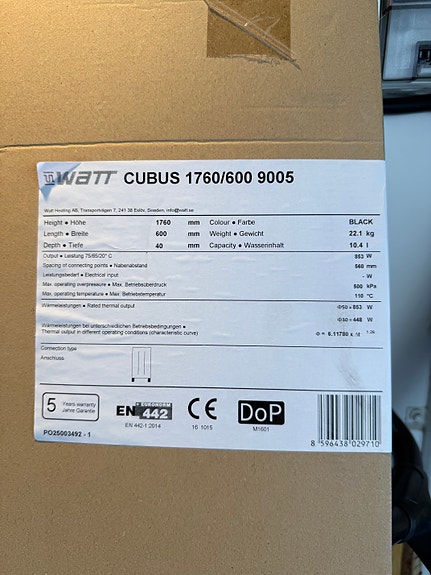 WATT CUBUS 1760/600 9005
Watt Heating AB, Transportvägen 7, 241 38 Eslöv, Sweden, info@watt.se
Height • Höhe 1760 mm Colour • Farbe BLACK
Length • Breite 600 mm Weight • Gewicht 22.1 kg
Depth • Tiefe 40 mm Capacity • Wasserinhalt 10.4 l
Output • Leistung 75/65/20° C 853 W
Spacing of connecting points • Nabenabstand 560 mm
Leistungsbedarf • Electrical input - W
Max. operating overpressure • Max. Betriebsüberdruck 500 kPa
Max. operating temperature • Max. Betriebstemperatur 110 °C
Wärmeleistungen • Rated thermal output Φ50 = 853 W
Φ30 = 448 W
Wärmeleistungen bei unterschiedlichen Betriebsbedingungen •
Thermal output in different operating conditions (characteristic curve) Φ = 6,11780 x
Connection type
Anschluss
5 Years warranty
Jahre Garantie
EN EURONORM 442
CE
DoP
EN 442-1:2014
16 1015
M1601
PO25003492 - 1
8 596438 029710